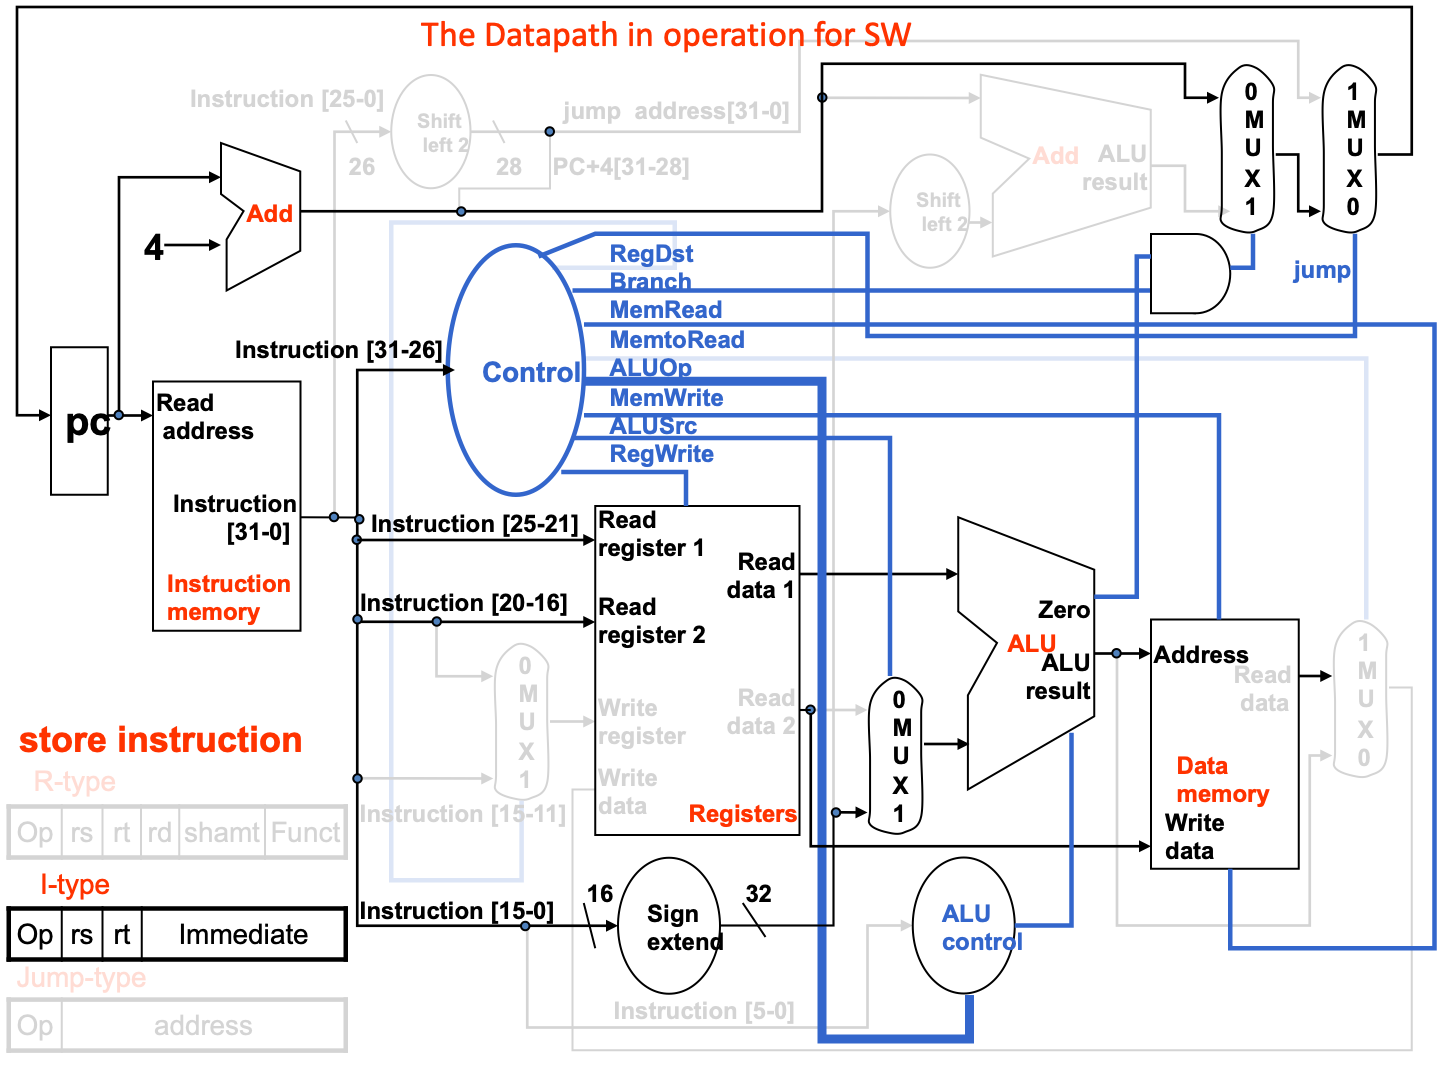 The Datapath in operation for SW
Instruction [25-0]
Shift
left 2
jump address[31-0]
26
28
PC+4[31-28]
Add
4
Add
ALU
result
Shift
left 2
0
M
U
X
1
1
M
U
X
0
jump
RegDst
Branch
MemRead
MemtoRead
ALUOp
MemWrite
ALUSrc
RegWrite
Control
Instruction [31-26]
pc
Read
address
Instruction
[31-0]
Instruction
memory
Instruction [25-21]
Instruction [20-16]
Read
register 1
Read
register 2
Write
register
Write
data
Read
data 1
Read
data 2
Registers
0
M
U
X
1
Instruction [15-11]
0
M
U
X
1
Zero
ALU
ALU
result
Address
Read
data
Data
memory
Write
data
1
M
U
X
0
Instruction [15-0]
16
Sign
extend
32
ALU
control
Instruction [5-0]
store instruction
R-type
Op rs rt rd shamt Funct
I-type
Op rs rt Immediate
Jump-type
Op address